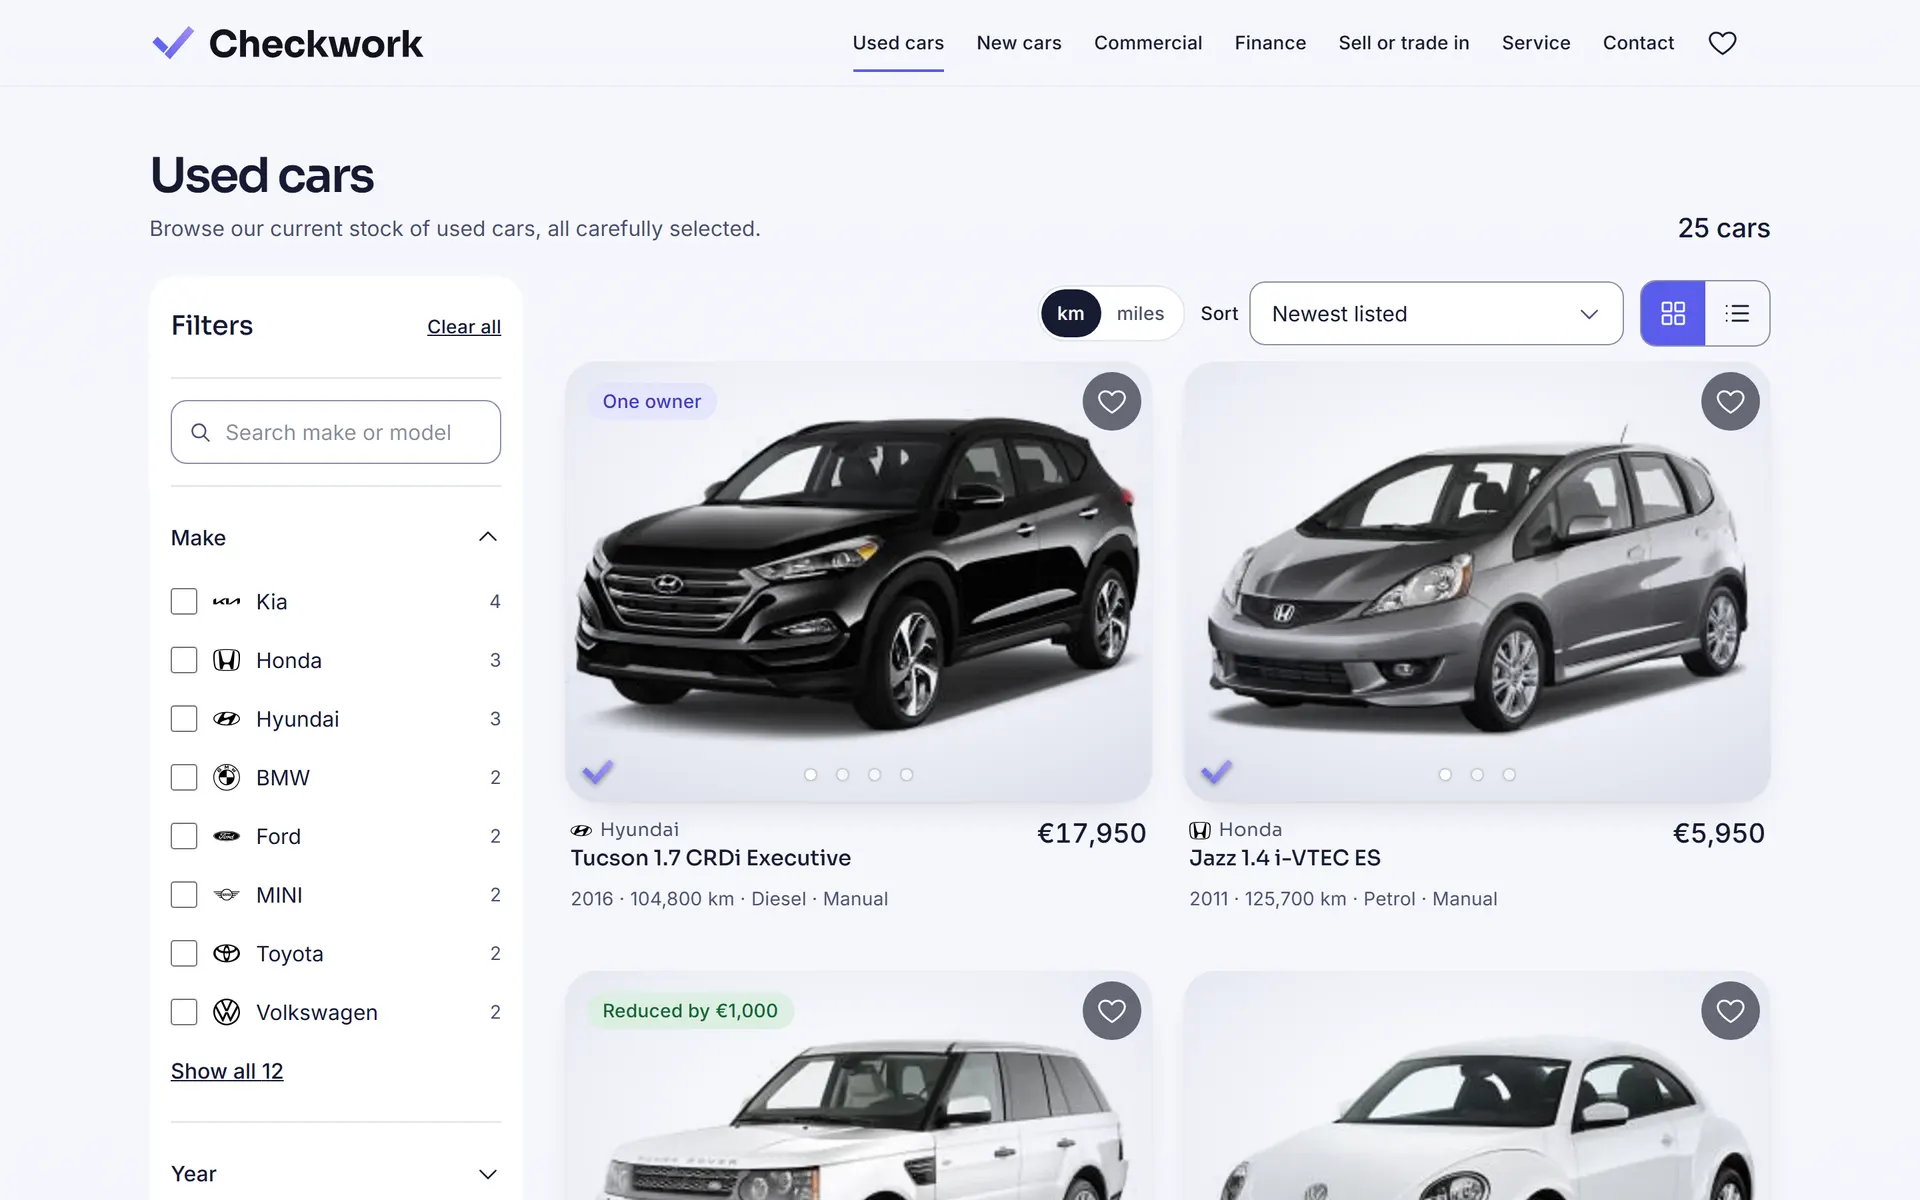 Checkwork
Used cars
New cars
Commercial
Finance
Sell or trade in
Service
Contact
Used cars
Browse our current stock of used cars, all carefully selected.
25 cars
Filters
Clear all
km
miles
Sort
Newest listed
Search make or model
Make
Kia
4
Honda
3
Hyundai
3
BMW
2
Ford
2
MINI
2
Toyota
2
Volkswagen
2
Show all 12
Year
One owner
Hyundai
€17,950
Tucson 1.7 CRDi Executive
2016 · 104,800 km · Diesel · Manual
Honda
€5,950
Jazz 1.4 i-VTEC ES
2011 · 125,700 km · Petrol · Manual
Reduced by €1,000
RANGE ROVER